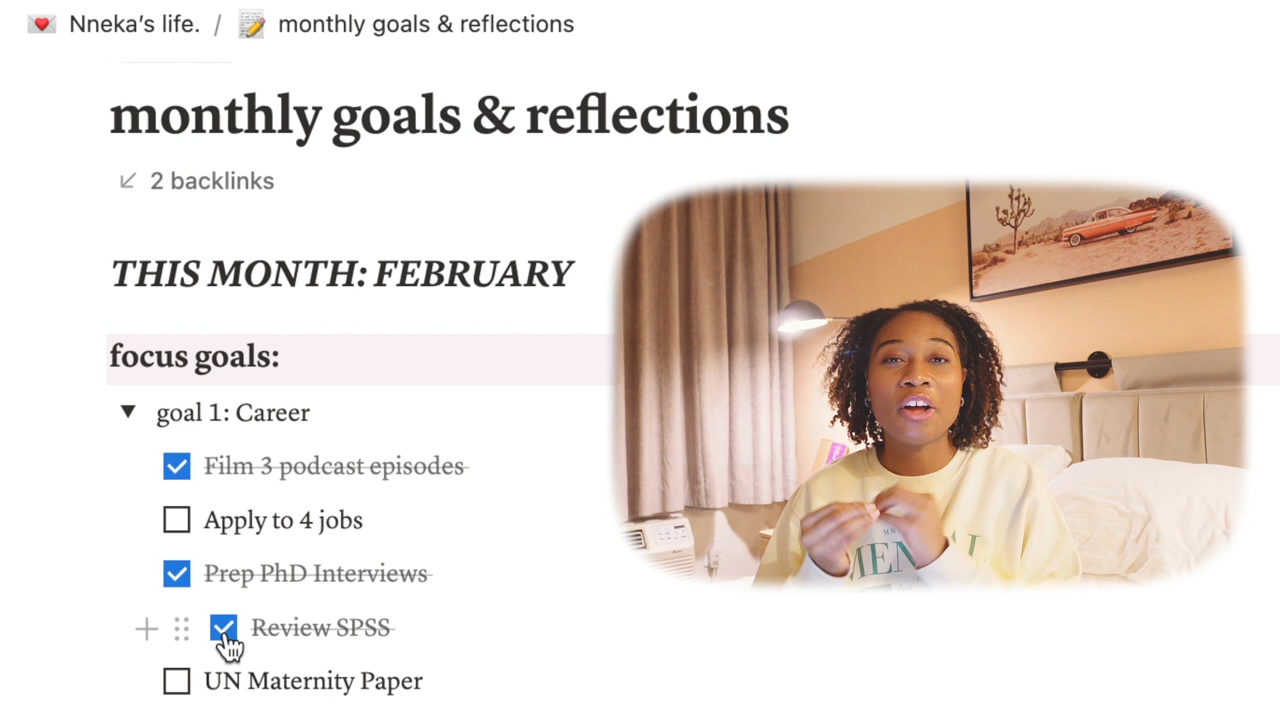 Nneka's life. / monthly goals & reflections
monthly goals & reflections
2 backlinks
THIS MONTH: FEBRUARY
focus goals:
goal 1: Career
Film 3 podcast episodes
Apply to 4 jobs
Prep PhD Interviews
Review SPSS
UN Maternity Paper